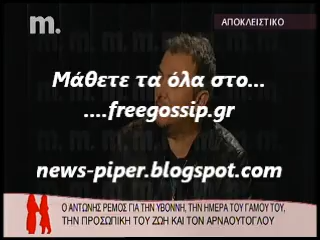 m.
ΑΠΟΚΛΕΙΣΤΙΚΟ
m.
Μάθετε τα όλα στο...
....freegossip.gr
news-piper.blogspot.com
Ο ΑΝΤΩΝΗΣ ΡΕΜΟΣ ΓΙΑ ΤΗΝ ΥΒΟΝΝΗ, ΤΗΝ ΗΜΕΡΑ ΤΟΥ ΓΑΜΟΥ ΤΟΥ,
ΤΗΝ ΠΡΟΣΩΠΙΚΗ ΤΟΥ ΖΩΗ ΚΑΙ ΤΟΝ ΑΡΝΑΟΥΤΟΓΛΟΥ